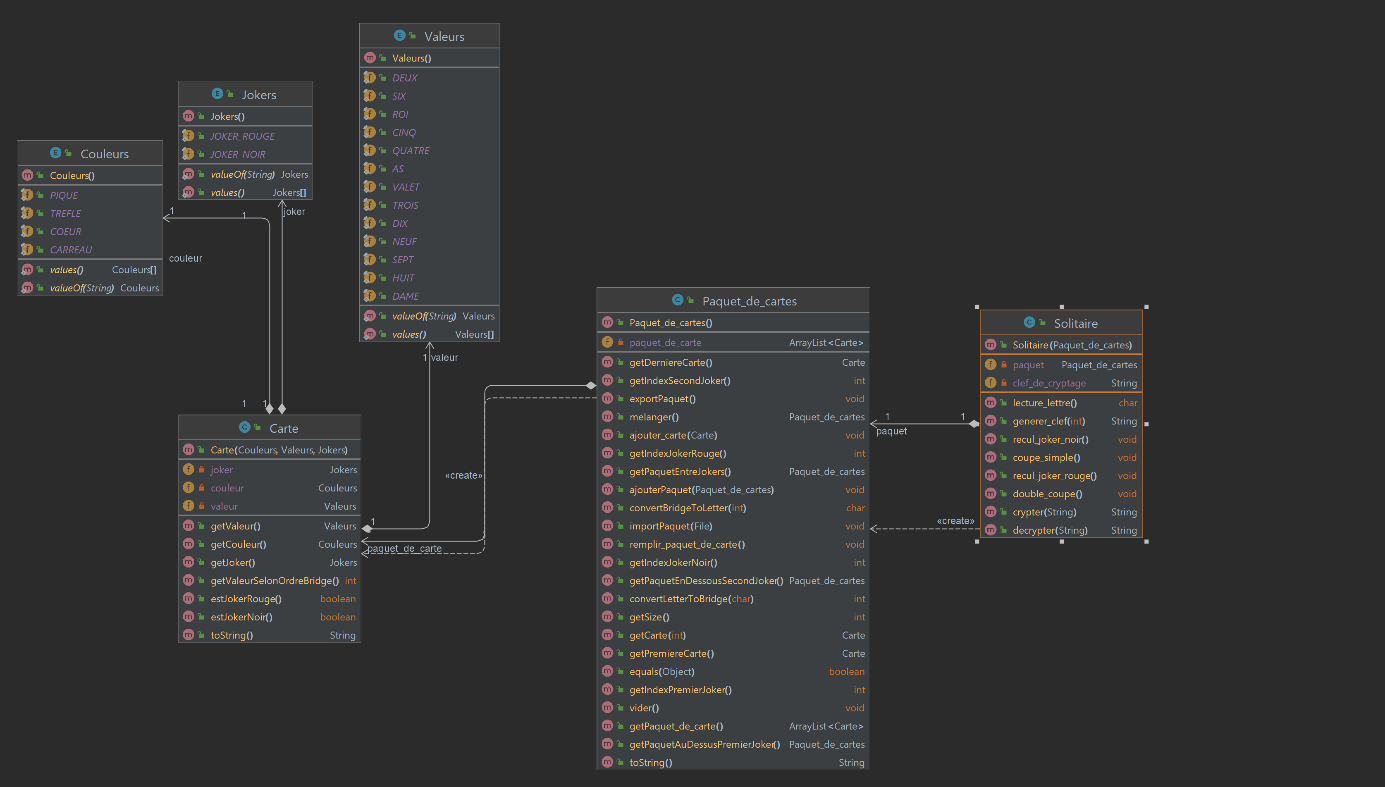 Couleurs
Couleurs()
PIQUE
TREFLE
COEUR
CARREAU
values() Couleurs[]
valueOf(String) Couleurs
Jokers
Jokers()
JOKER_ROUGE
JOKER_NOIR
valueOf(String) Jokers
values() Jokers[]
Valeurs
Valeurs()
DEUX
SIX
ROI
CINQ
QUATRE
AS
VALET
TROIS
DIX
NEUF
SEPT
HUIT
DAME
valueOf(String) Valeurs
values() Valeurs[]
1
1
joker
couleur
1 valeur
1
1
Carte
Carte(Couleurs, Valeurs, Jokers)
joker Jokers
couleur Couleurs
valeur Valeurs
getValeur() Valeurs
getCouleur() Couleurs
getJoker() Jokers
getValeurSelonOrdreBridge() int
estJokerRouge() boolean
estJokerNoir() boolean
toString() String
«create»
1
paquet_de_carte
Paquet_de_cartes
Paquet_de_cartes()
paquet_de_carte ArrayList<Carte>
getDerniereCarte() Carte
getIndexSecondJoker() int
exportPaquet() void
melanger() Paquet_de_cartes
ajouter_carte(Carte) void
getIndexJokerRouge() int
getPaquetEntreJokers() Paquet_de_cartes
ajouterPaquet(Paquet_de_cartes) void
convertBridgeToLetter(int) char
importPaquet(File) void
remplir_paquet_de_carte() void
getIndexJokerNoir() int
getPaquetEnDessousSecondJoker() Paquet_de_cartes
convertLetterToBridge(char) int
getSize() int
getCarte(int) Carte
getPremiereCarte() Carte
equals(Object) boolean
getIndexPremierJoker() int
vider() void
getPaquet_de_carte() ArrayList<Carte>
getPaquetAuDessusPremierJoker() Paquet_de_cartes
toString() String
1
1
paquet
«create»
Solitaire
Solitaire(Paquet_de_cartes)
paquet Paquet_de_cartes
clef_de_cryptage String
lecture_lettre() char
generer_clef(int) String
recul_joker_noir() void
coupe_simple() void
recul_joker_rouge() void
double_coupe() void
crypter(String) String
decrypter(String) String